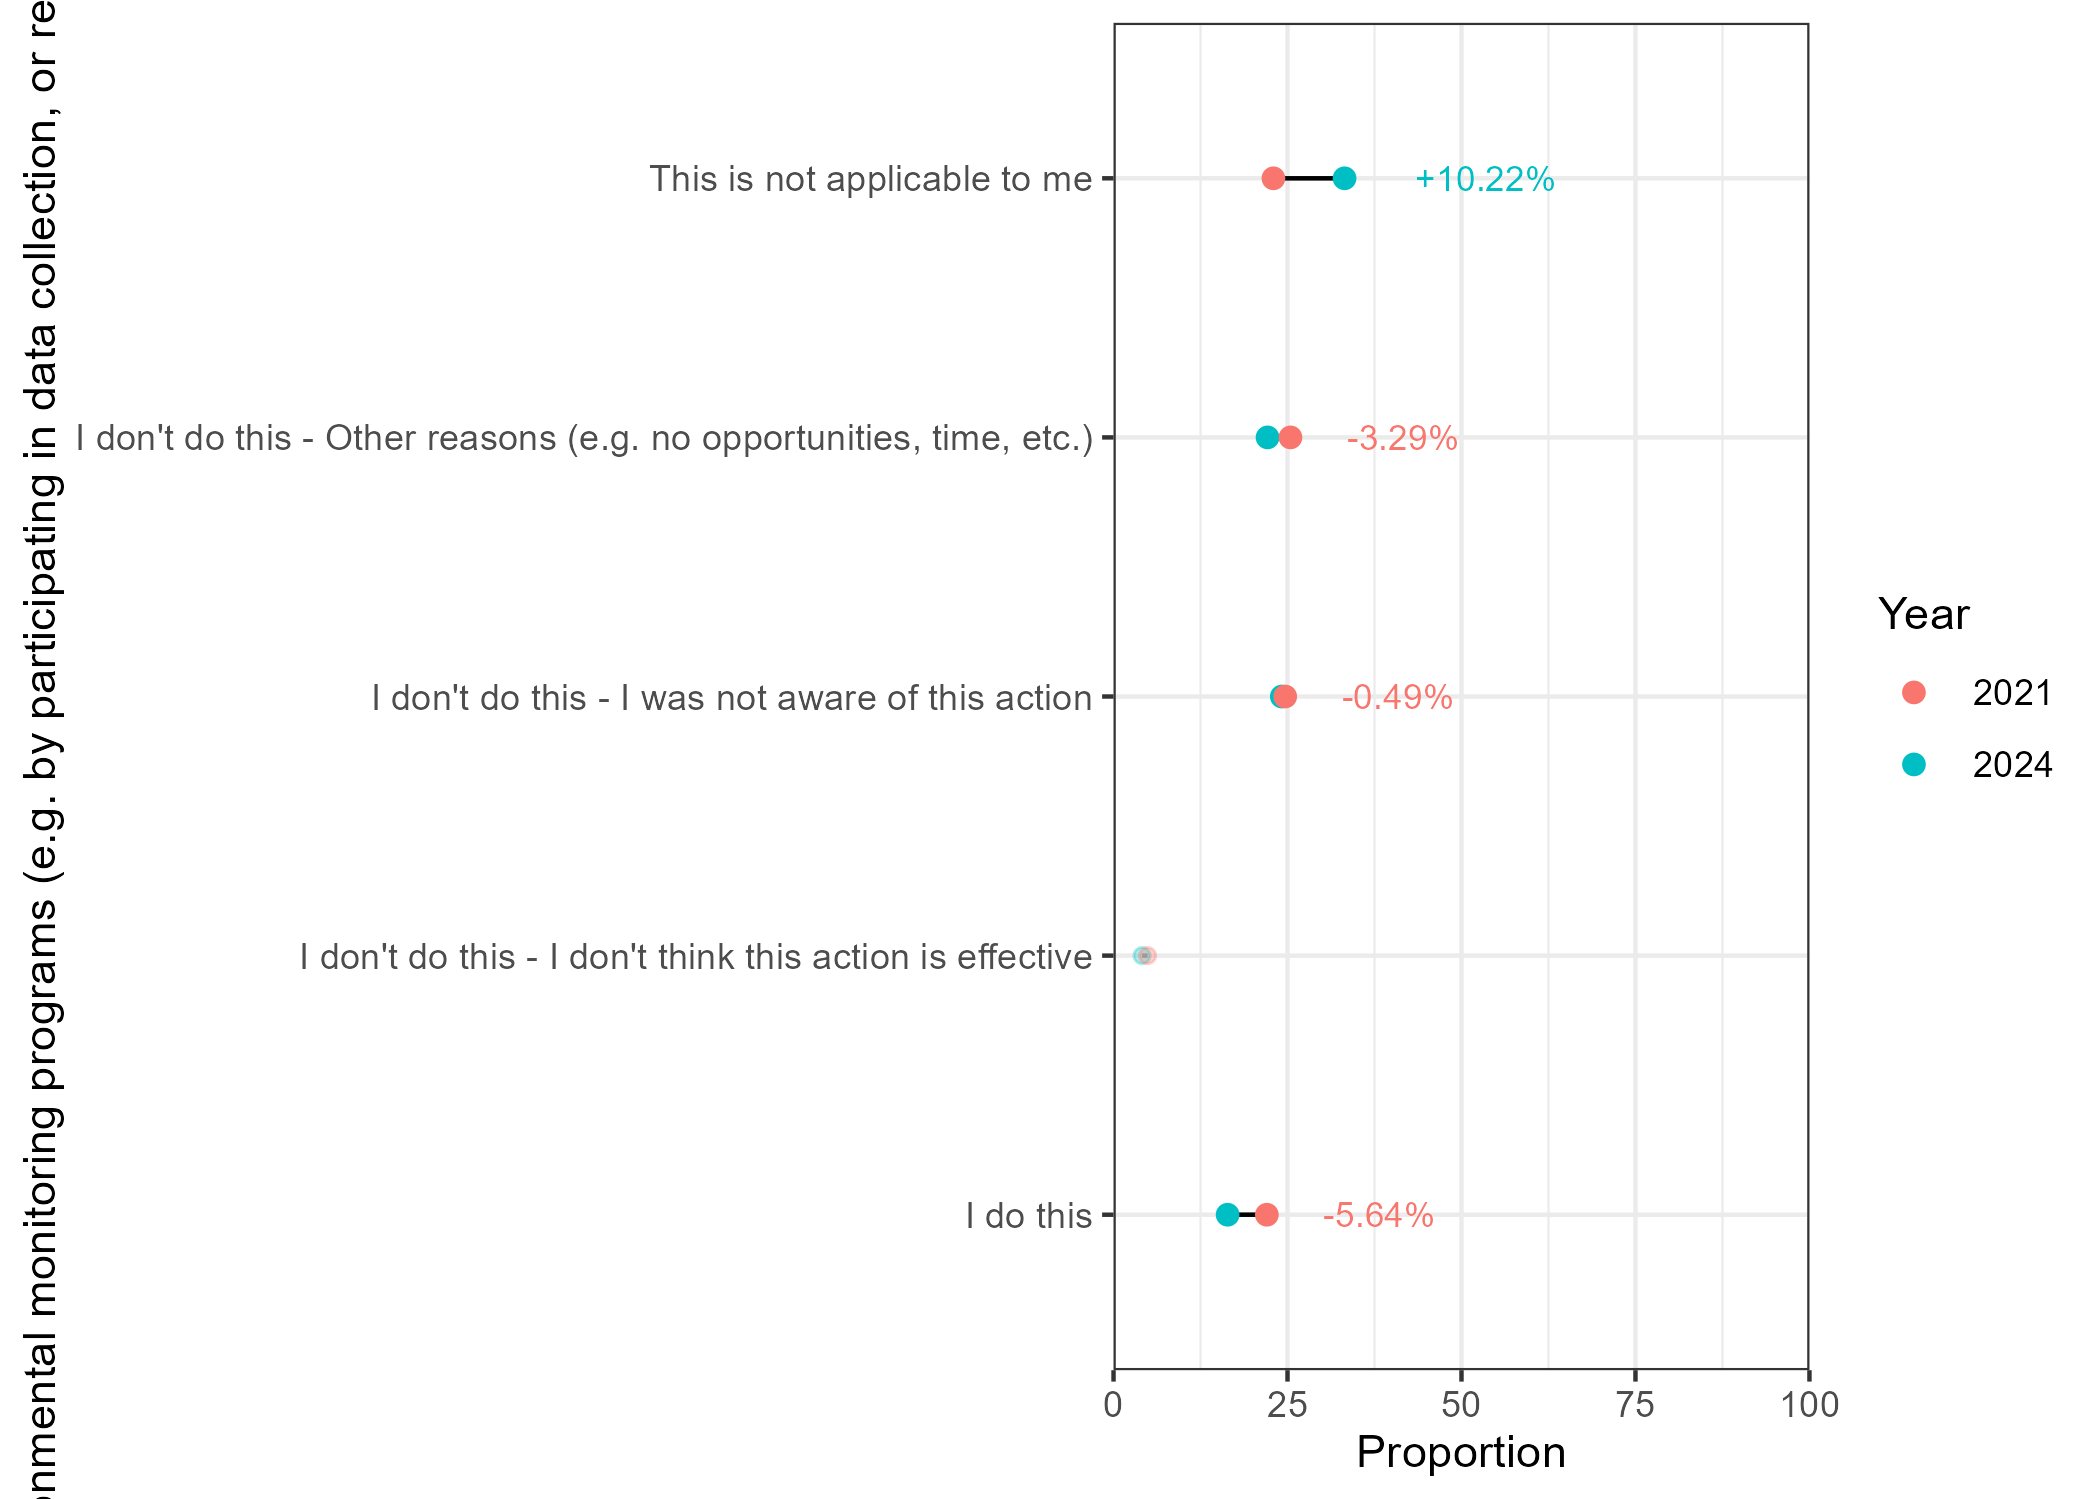 onmental monitoring programs (e.g. by participating in data collection, or re
This is not applicable to me
+10.22%
I don't do this - Other reasons (e.g. no opportunities, time, etc.)
-3.29%
I don't do this - I was not aware of this action
-0.49%
I don't do this - I don't think this action is effective
I do this
-5.64%
0 25 50 75 100
Proportion
Year
2021
2024